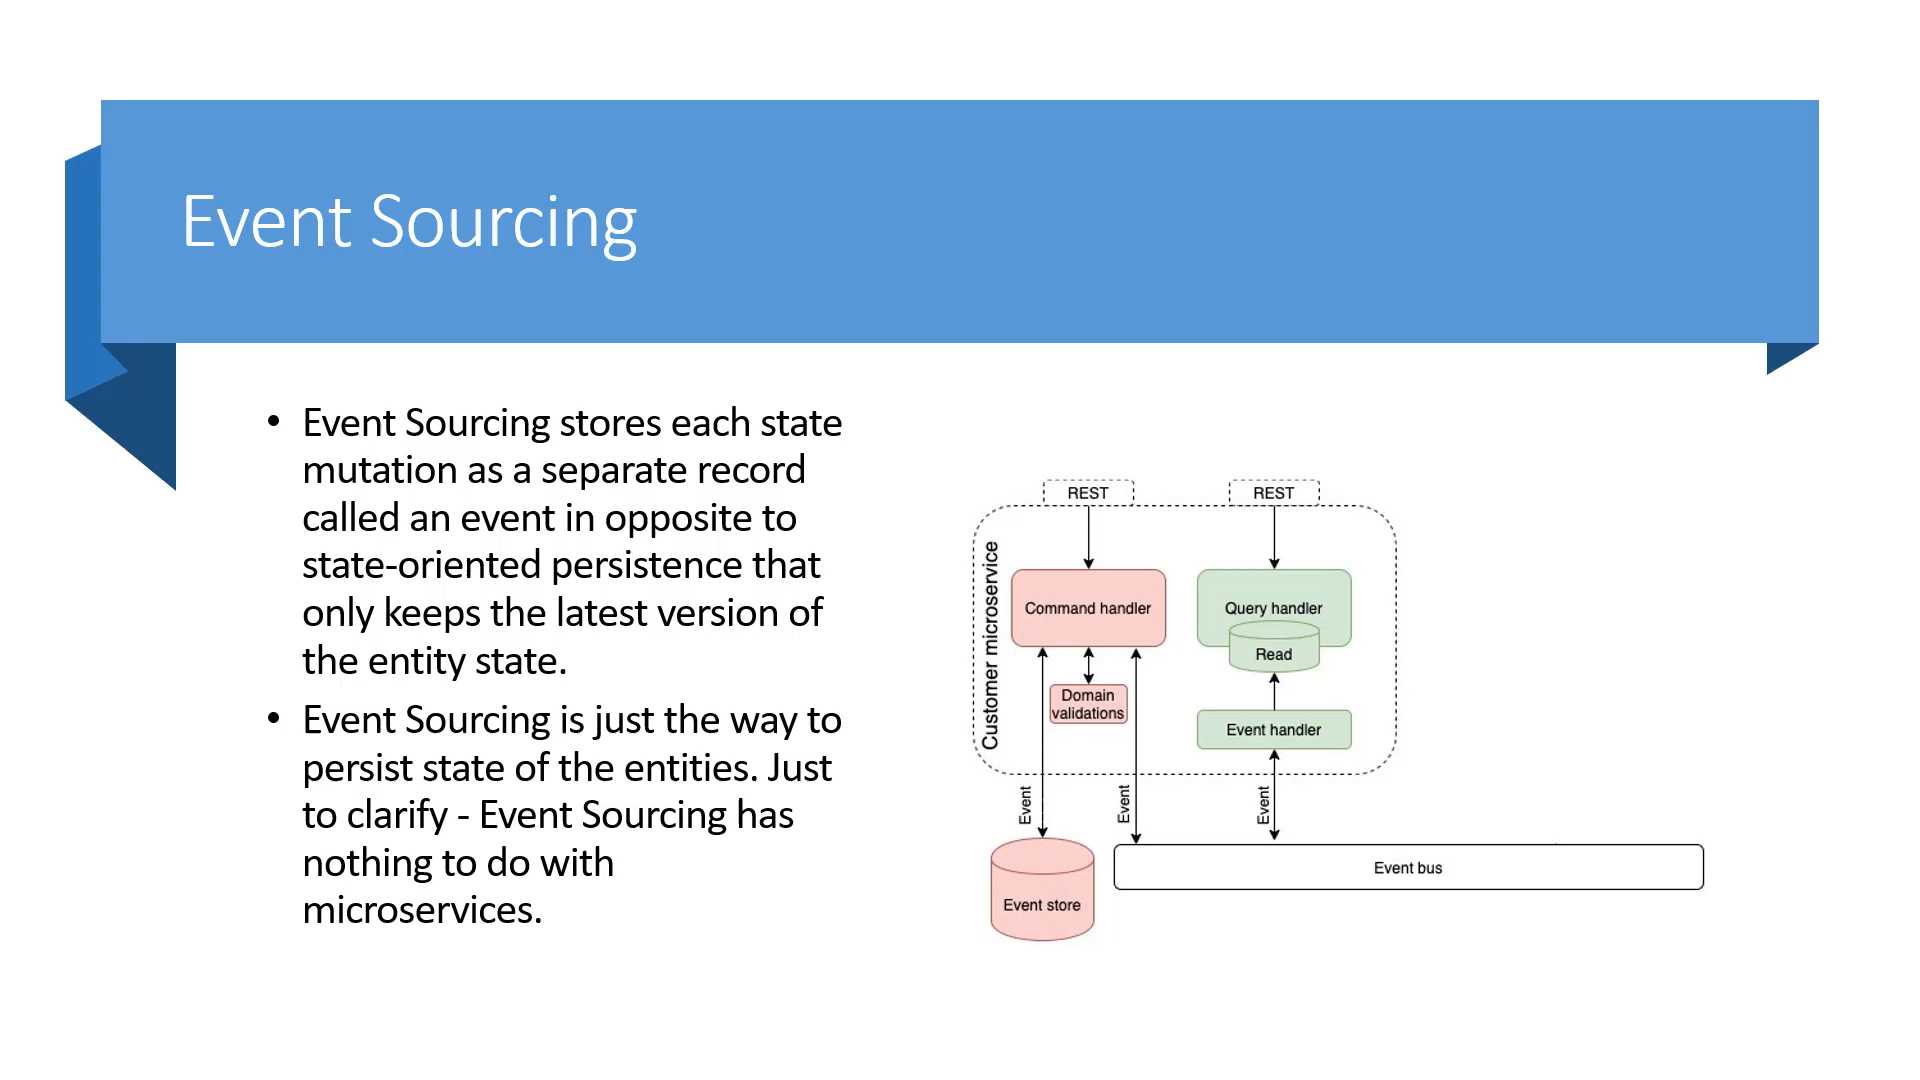 Event Sourcing
• Event Sourcing stores each state
mutation as a separate record
called an event in opposite to
state-oriented persistence that
only keeps the latest version of
the entity state.
• Event Sourcing is just the way to
persist state of the entities. Just
to clarify - Event Sourcing has
nothing to do with
microservices.
REST
REST
Customer microservice
Command handler
Query handler
Read
Domain
validations
Event handler
Event
Event
Event
Event store
Event bus